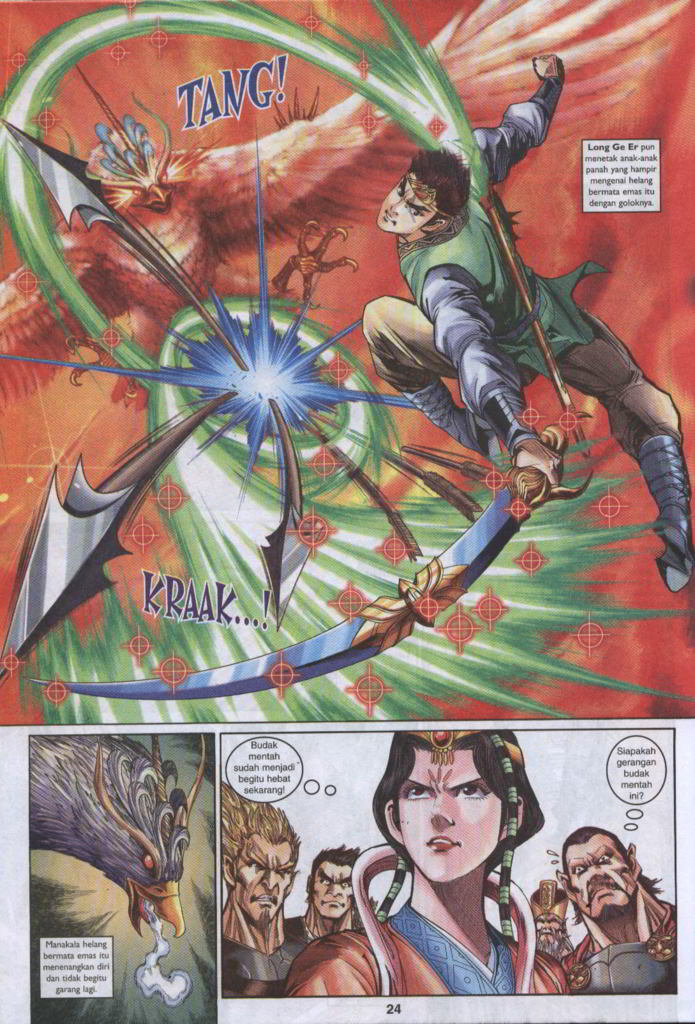 TANG!
Long Ge Er pun
menetak anak-anak
panah yang hampir
mengenai helang
bermata emas itu
dengan goloknya.
KRAAK...!
Manakala helang
bermata emas itu
menenangkan diri
dan tidak begitu
garang lagi.
Budak
mentah
sudah menjadi
begitu hebat
sekarang!
Siapakah
gerangan
budak
mentah
ini?
24